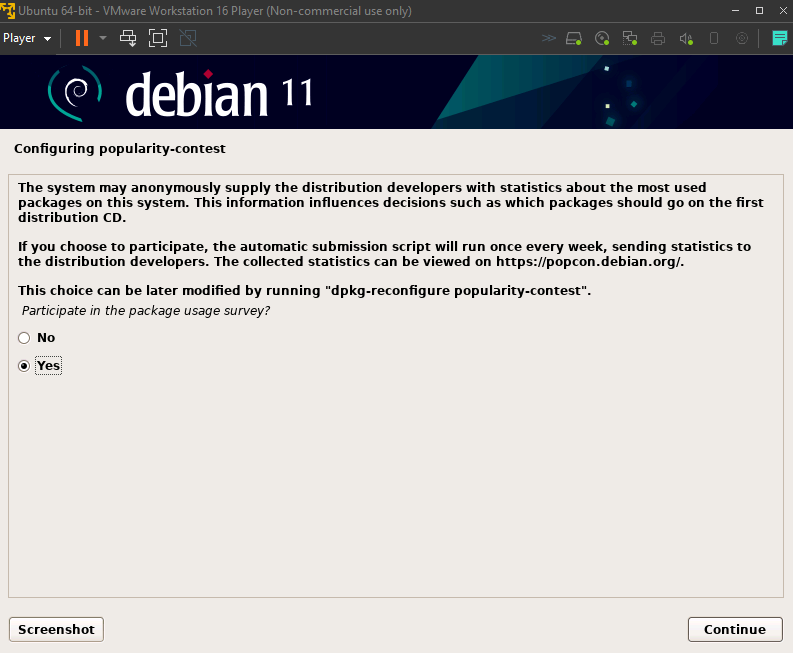 Ubuntu 64-bit - VMware Workstation 16 Player (Non-commercial use only)
Player
debian 11
Configuring popularity-contest
The system may anonymously supply the distribution developers with statistics about the most used
packages on this system. This information influences decisions such as which packages should go on the first
distribution CD.
If you choose to participate, the automatic submission script will run once every week, sending statistics to
the distribution developers. The collected statistics can be viewed on https://popcon.debian.org/.
This choice can be later modified by running "dpkg-reconfigure popularity-contest".
Participate in the package usage survey?
No
Yes
Screenshot
Continue